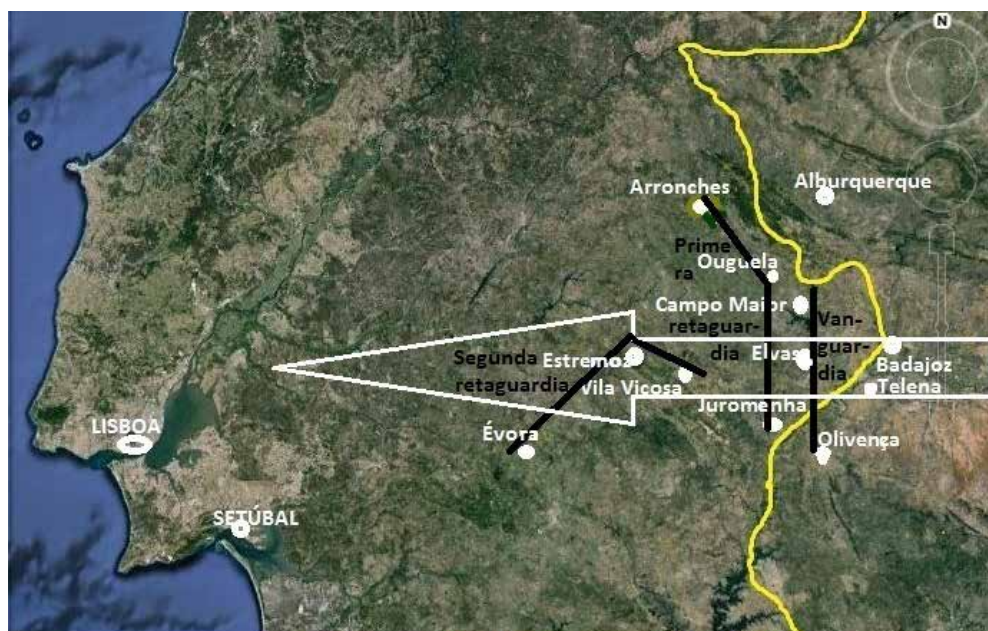 N
Arronches
Alburquerque
Prime
ra
Ouguela
Campo Maior
retaguar-
dia
Van-
guar-
dia
Segunda
retaguardia
Estremoz
Elvas
Badajoz
Vila Viçosa
Telena
Juromenha
LISBOA
Évora
Olivença
SETÚBAL